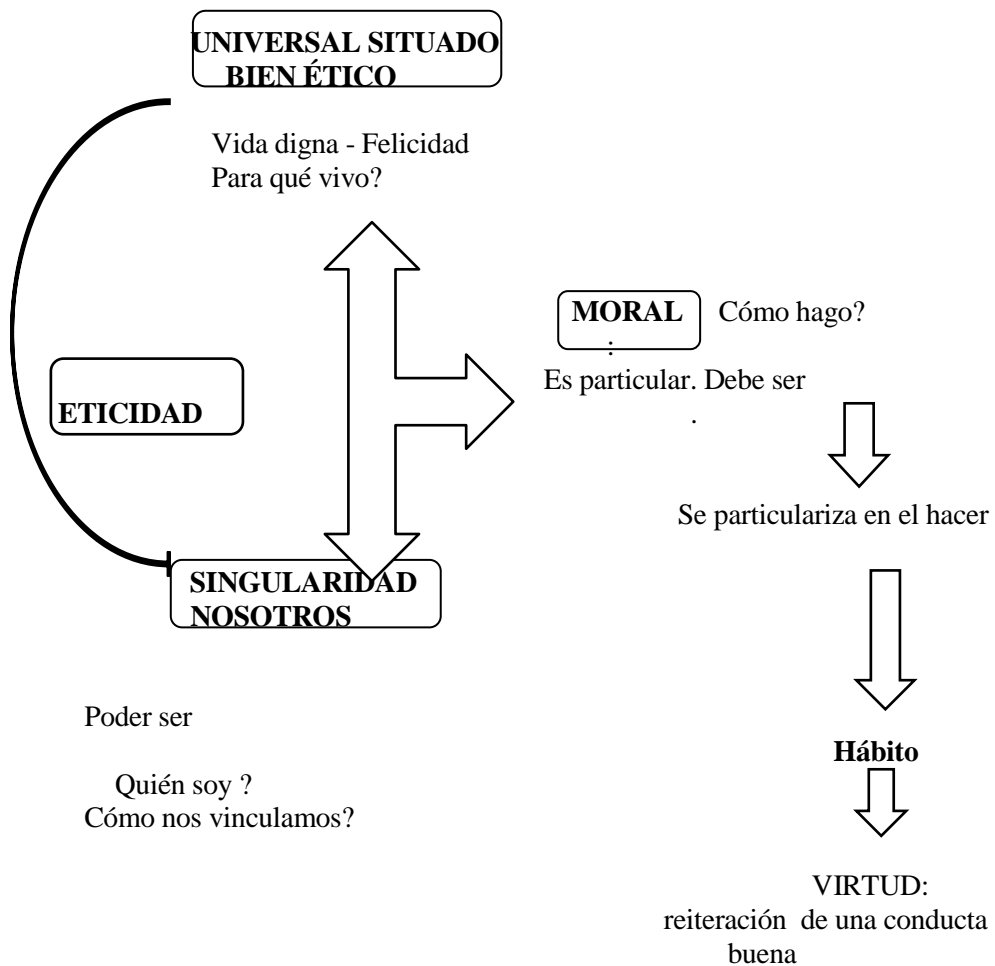 UNIVERSAL SITUADO
BIEN ÉTICO
Vida digna - Felicidad
Para qué vivo?
MORAL
Cómo hago?
:
Es particular. Debe ser
.
ETICIDAD
Se particulariza en el hacer
SINGULARIDAD
NOSOTROS
Poder ser
Quién soy ?
Cómo nos vinculamos?
Hábito
VIRTUD:
reiteración de una conducta
buena